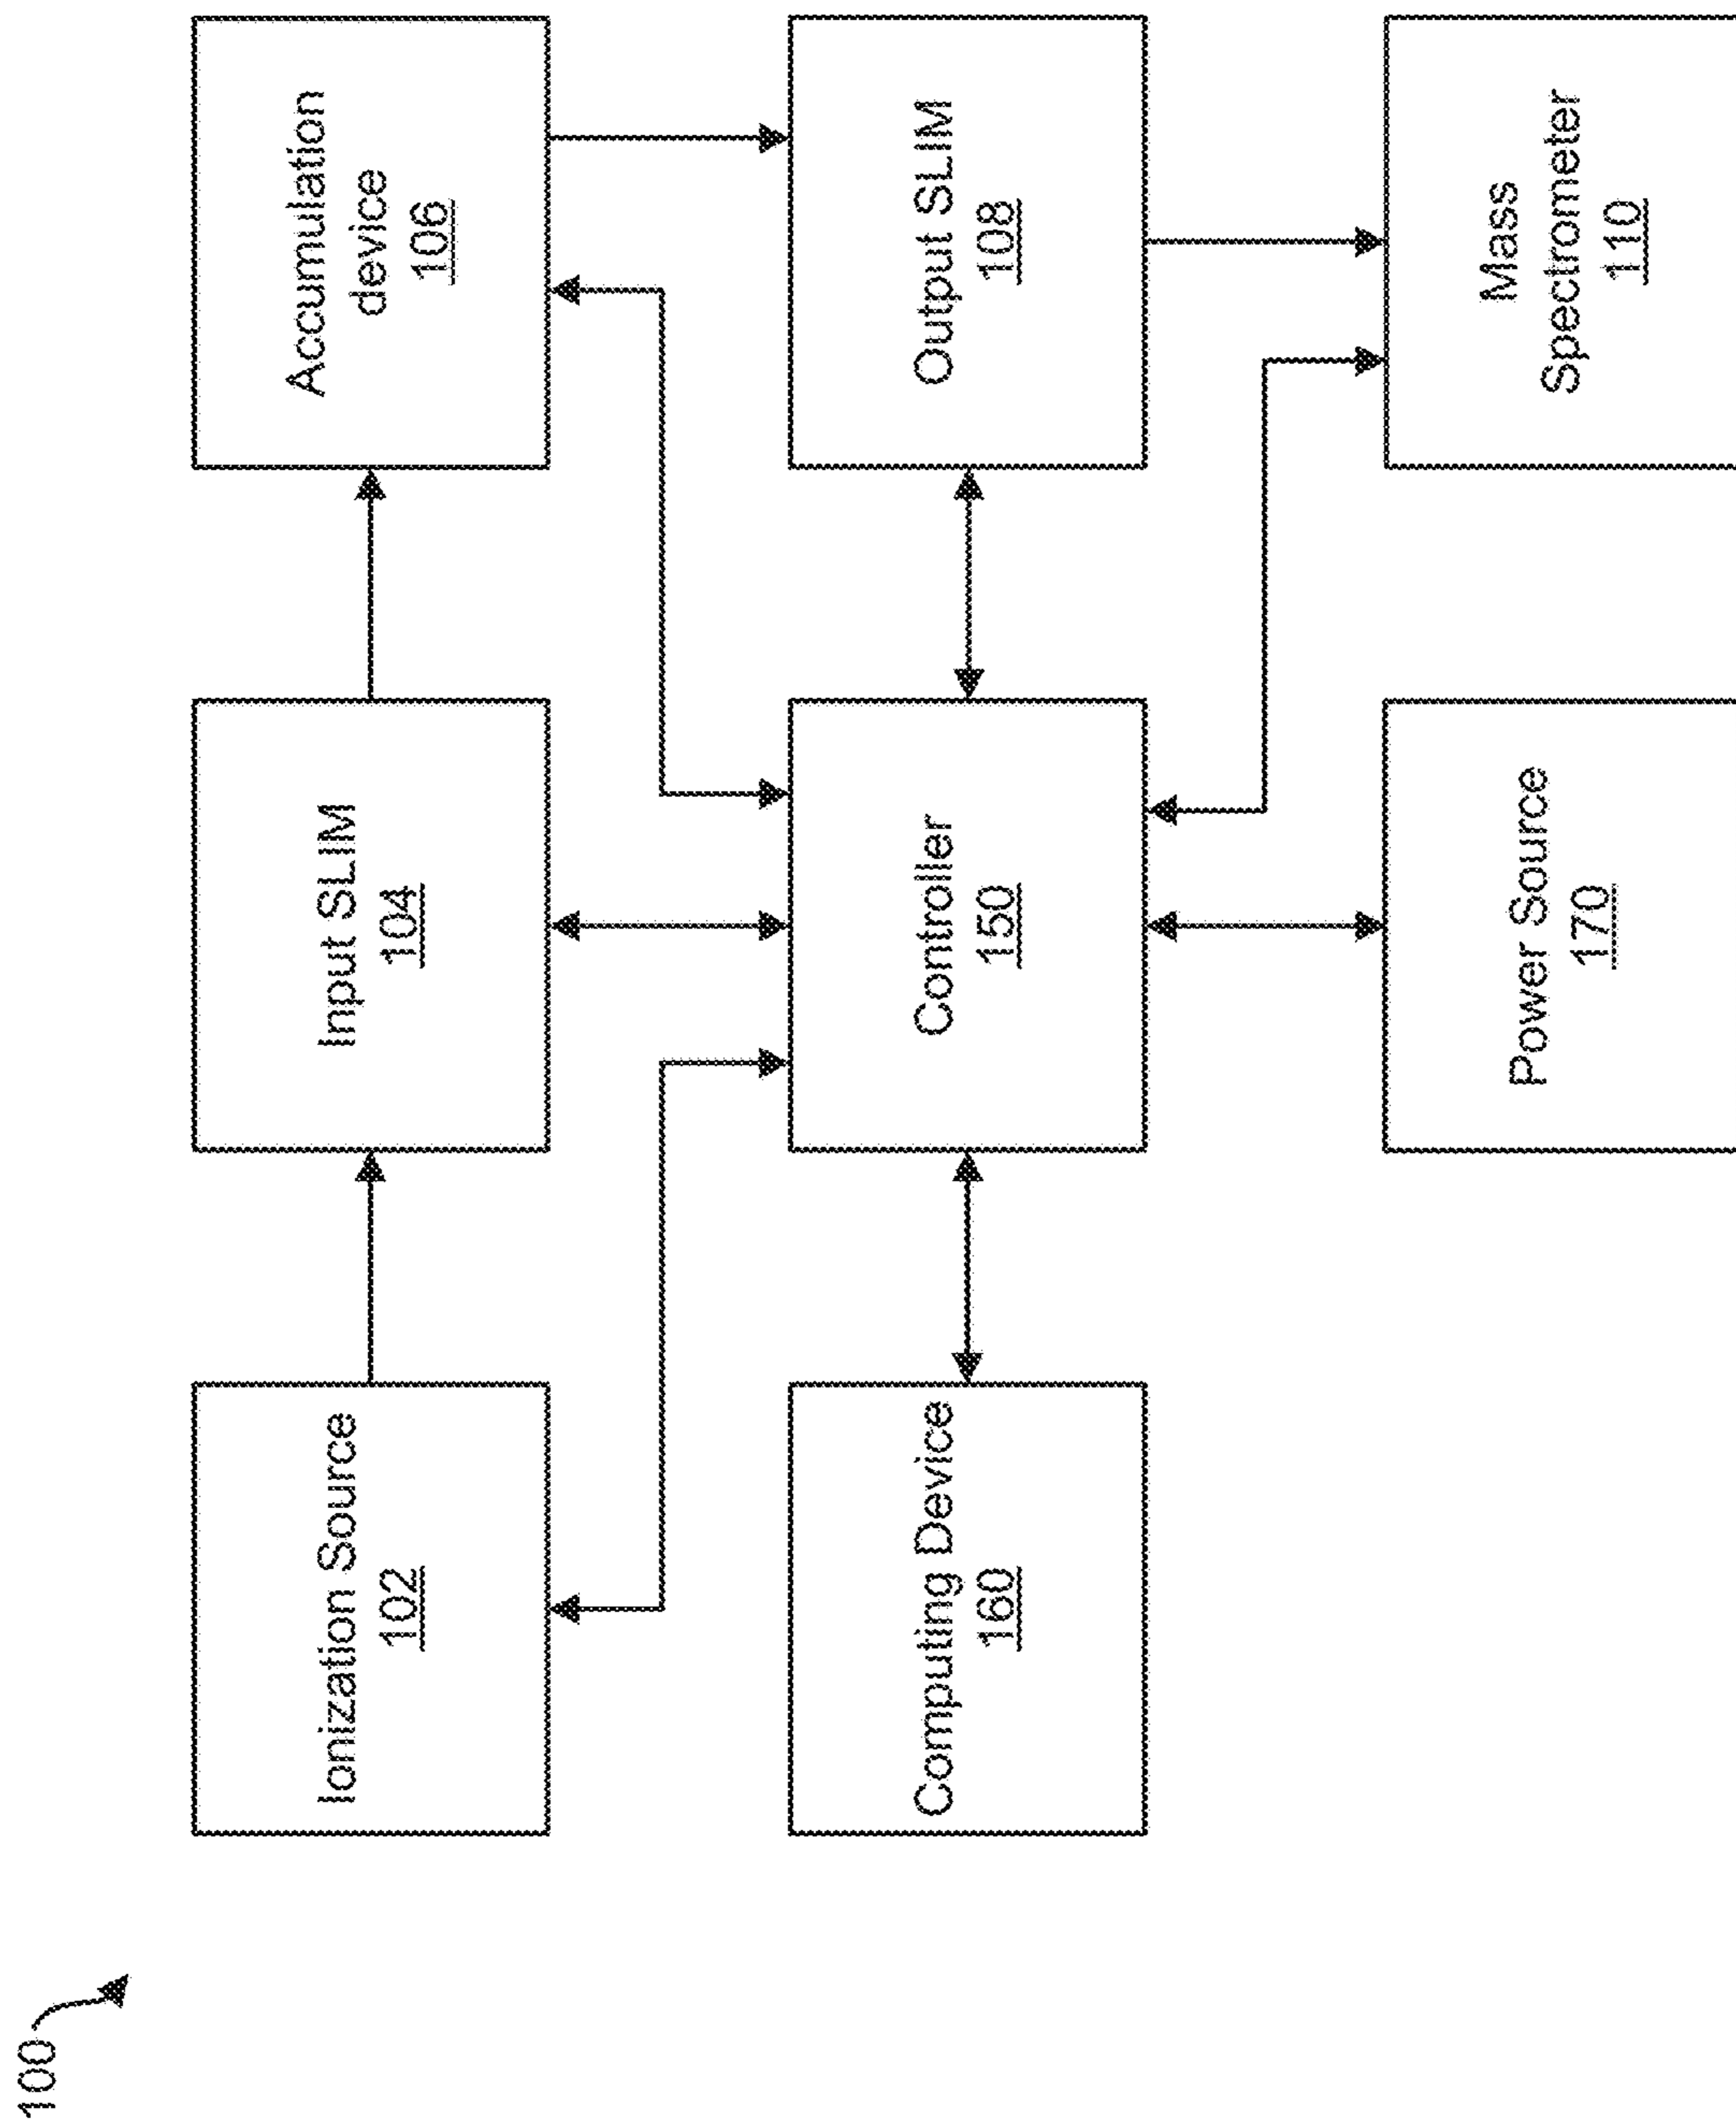 100
Ionization Source
102
Input SLIM
104
Accumulation
device
106
Computing Device
160
Controller
150
Output SLIM
108
Power Source
170
Mass
Spectrometer
110